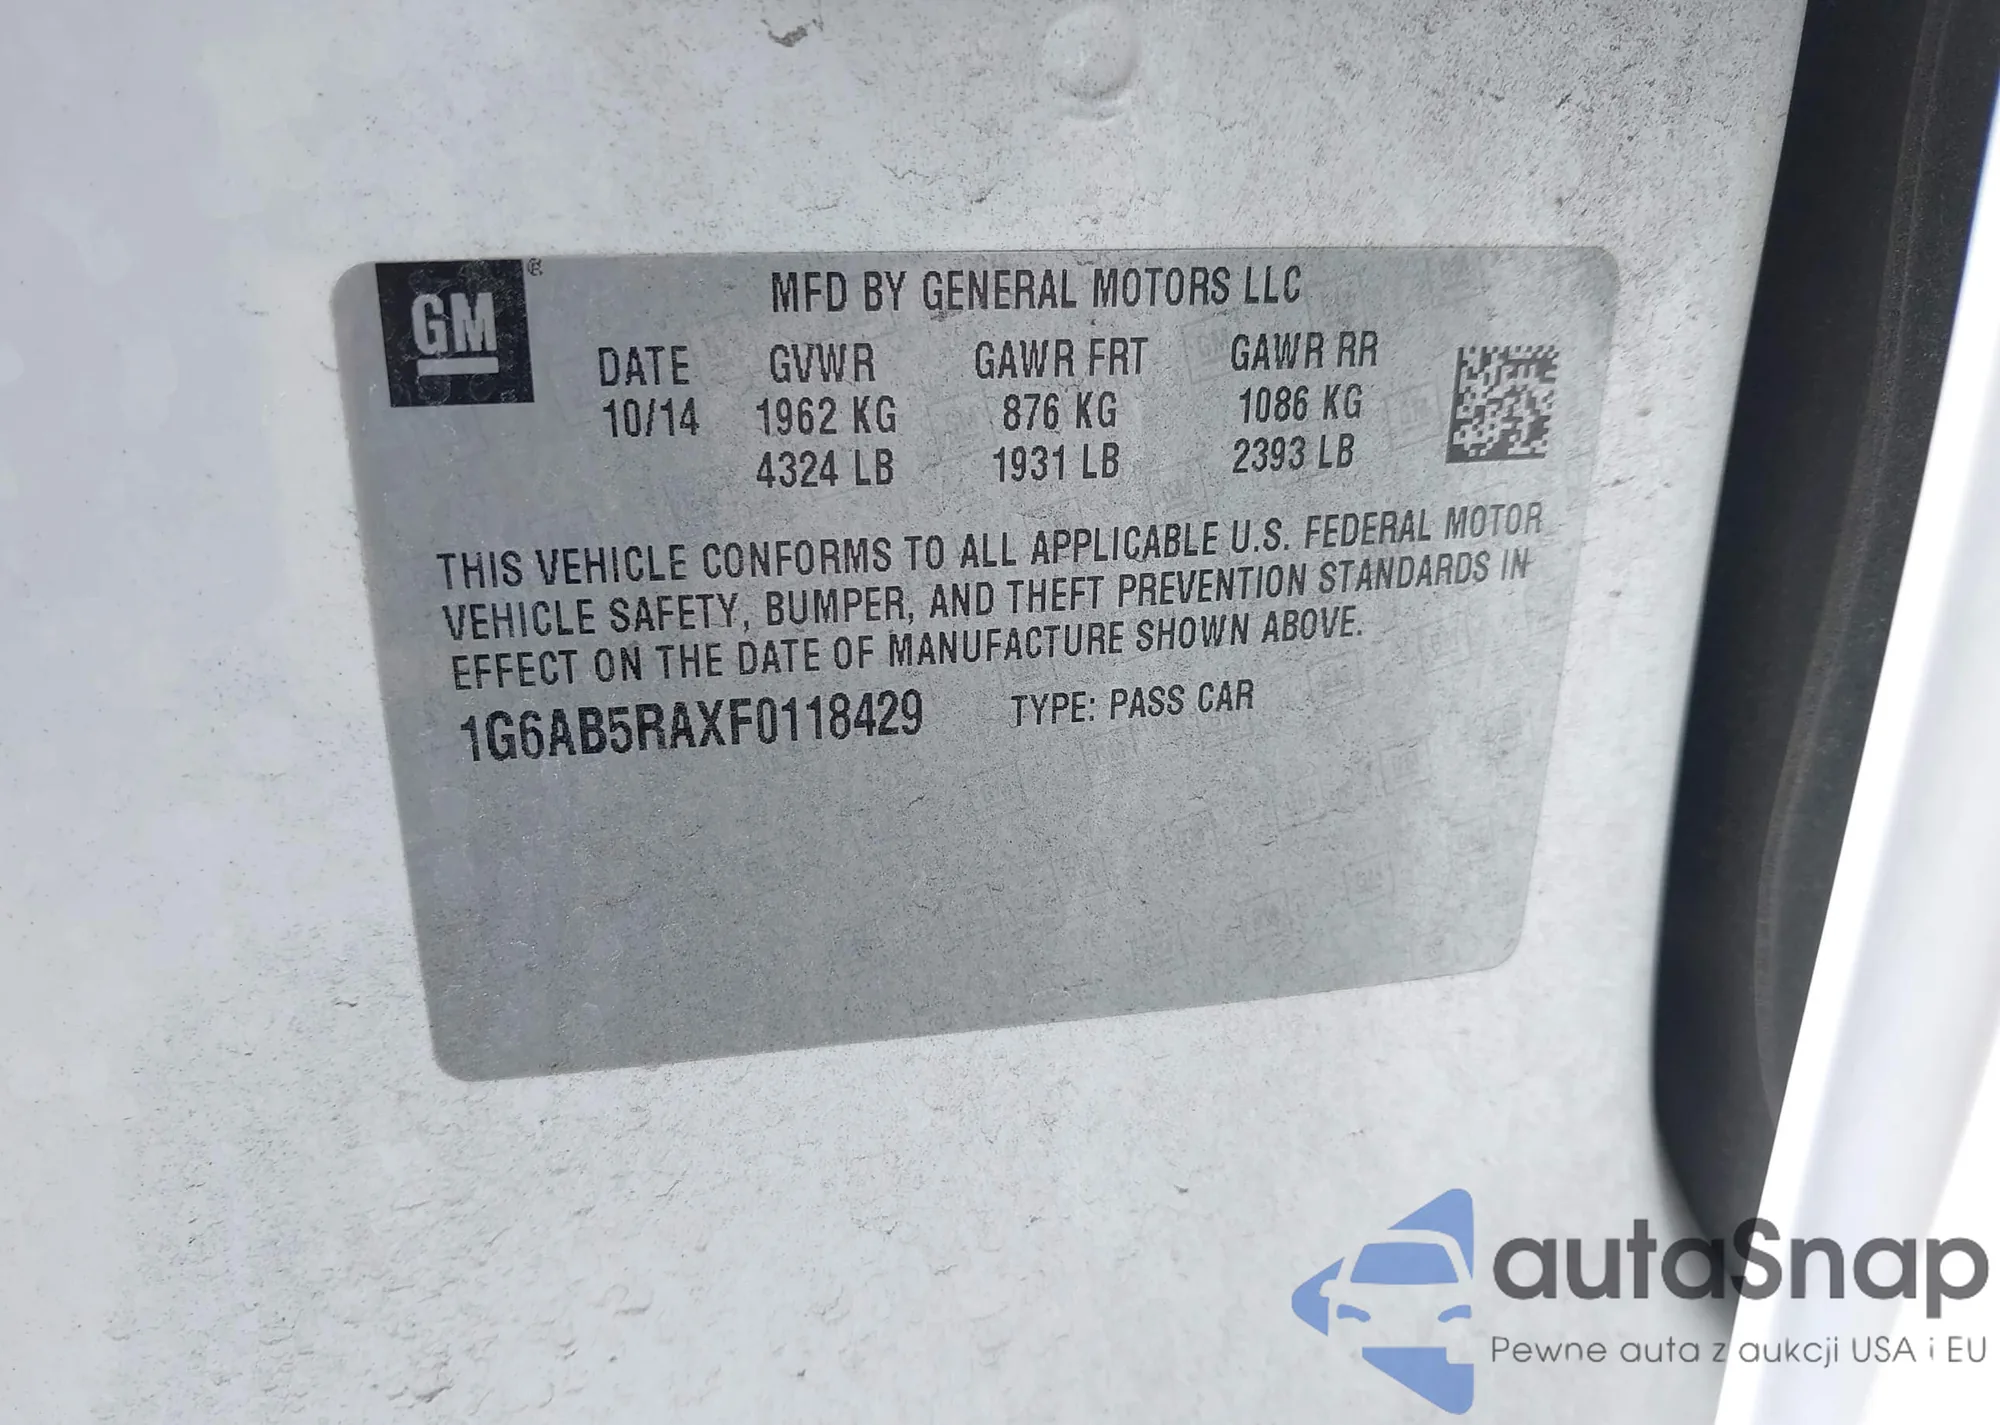 GM ®
MFD BY GENERAL MOTORS LLC
DATE GVWR GAWR FRT GAWR RR
10/14 1962 KG 876 KG 1086 KG
4324 LB 1931 LB 2393 LB
THIS VEHICLE CONFORMS TO ALL APPLICABLE U.S. FEDERAL MOTOR
VEHICLE SAFETY, BUMPER, AND THEFT PREVENTION STANDARDS IN
EFFECT ON THE DATE OF MANUFACTURE SHOWN ABOVE.
1G6AB5RAXF0118429 TYPE: PASS CAR
autaSnap
Pewne auta z aukcji USA i EU